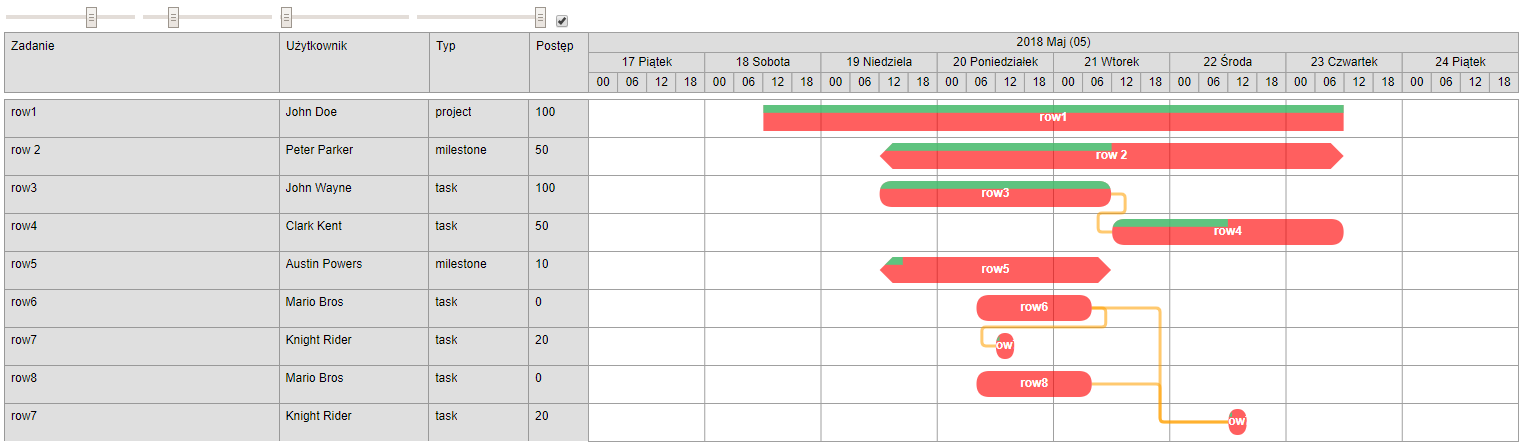 Zadanie Użytkownik Typ Postęp 2018 Maj (05)
17 Piątek 18 Sobota 19 Niedziela 20 Poniedziałek 21 Wtorek 22 Środa 23 Czwartek 24 Piątek
00 06 12 18 00 06 12 18 00 06 12 18 00 06 12 18 00 06 12 18 00 06 12 18 00 06 12 18 00 06 12 18
row1 John Doe project 100 row1
row 2 Peter Parker milestone 50 row 2
row3 John Wayne task 100 row3
row4 Clark Kent task 50 row4
row5 Austin Powers milestone 10 row5
row6 Mario Bros task 0 row6
row7 Knight Rider task 20 ow
row8 Mario Bros task 0 row8
row7 Knight Rider task 20 ow